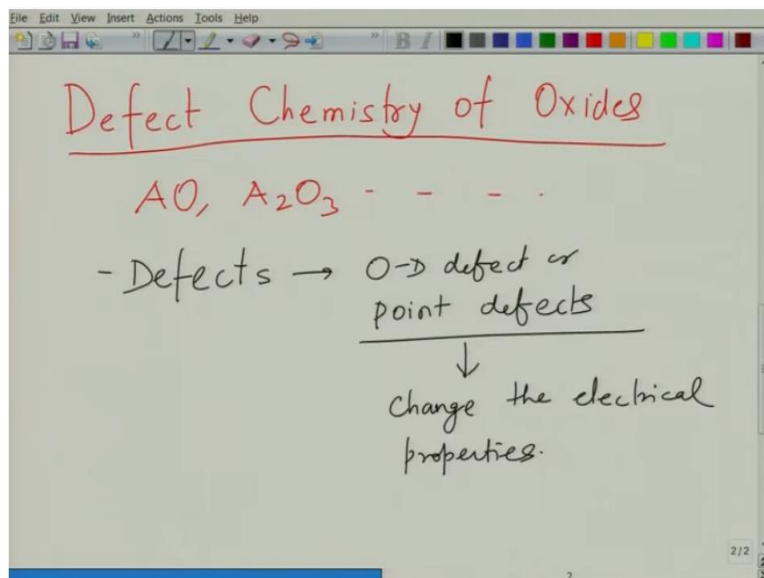 File Edit View Insert Actions Tools Help
B I
Defect Chemistry of Oxides
AO, A₂O₃ - - - .
- Defects → O-D defect or
point defects
↓
change the electrical
properties.
2/2
2